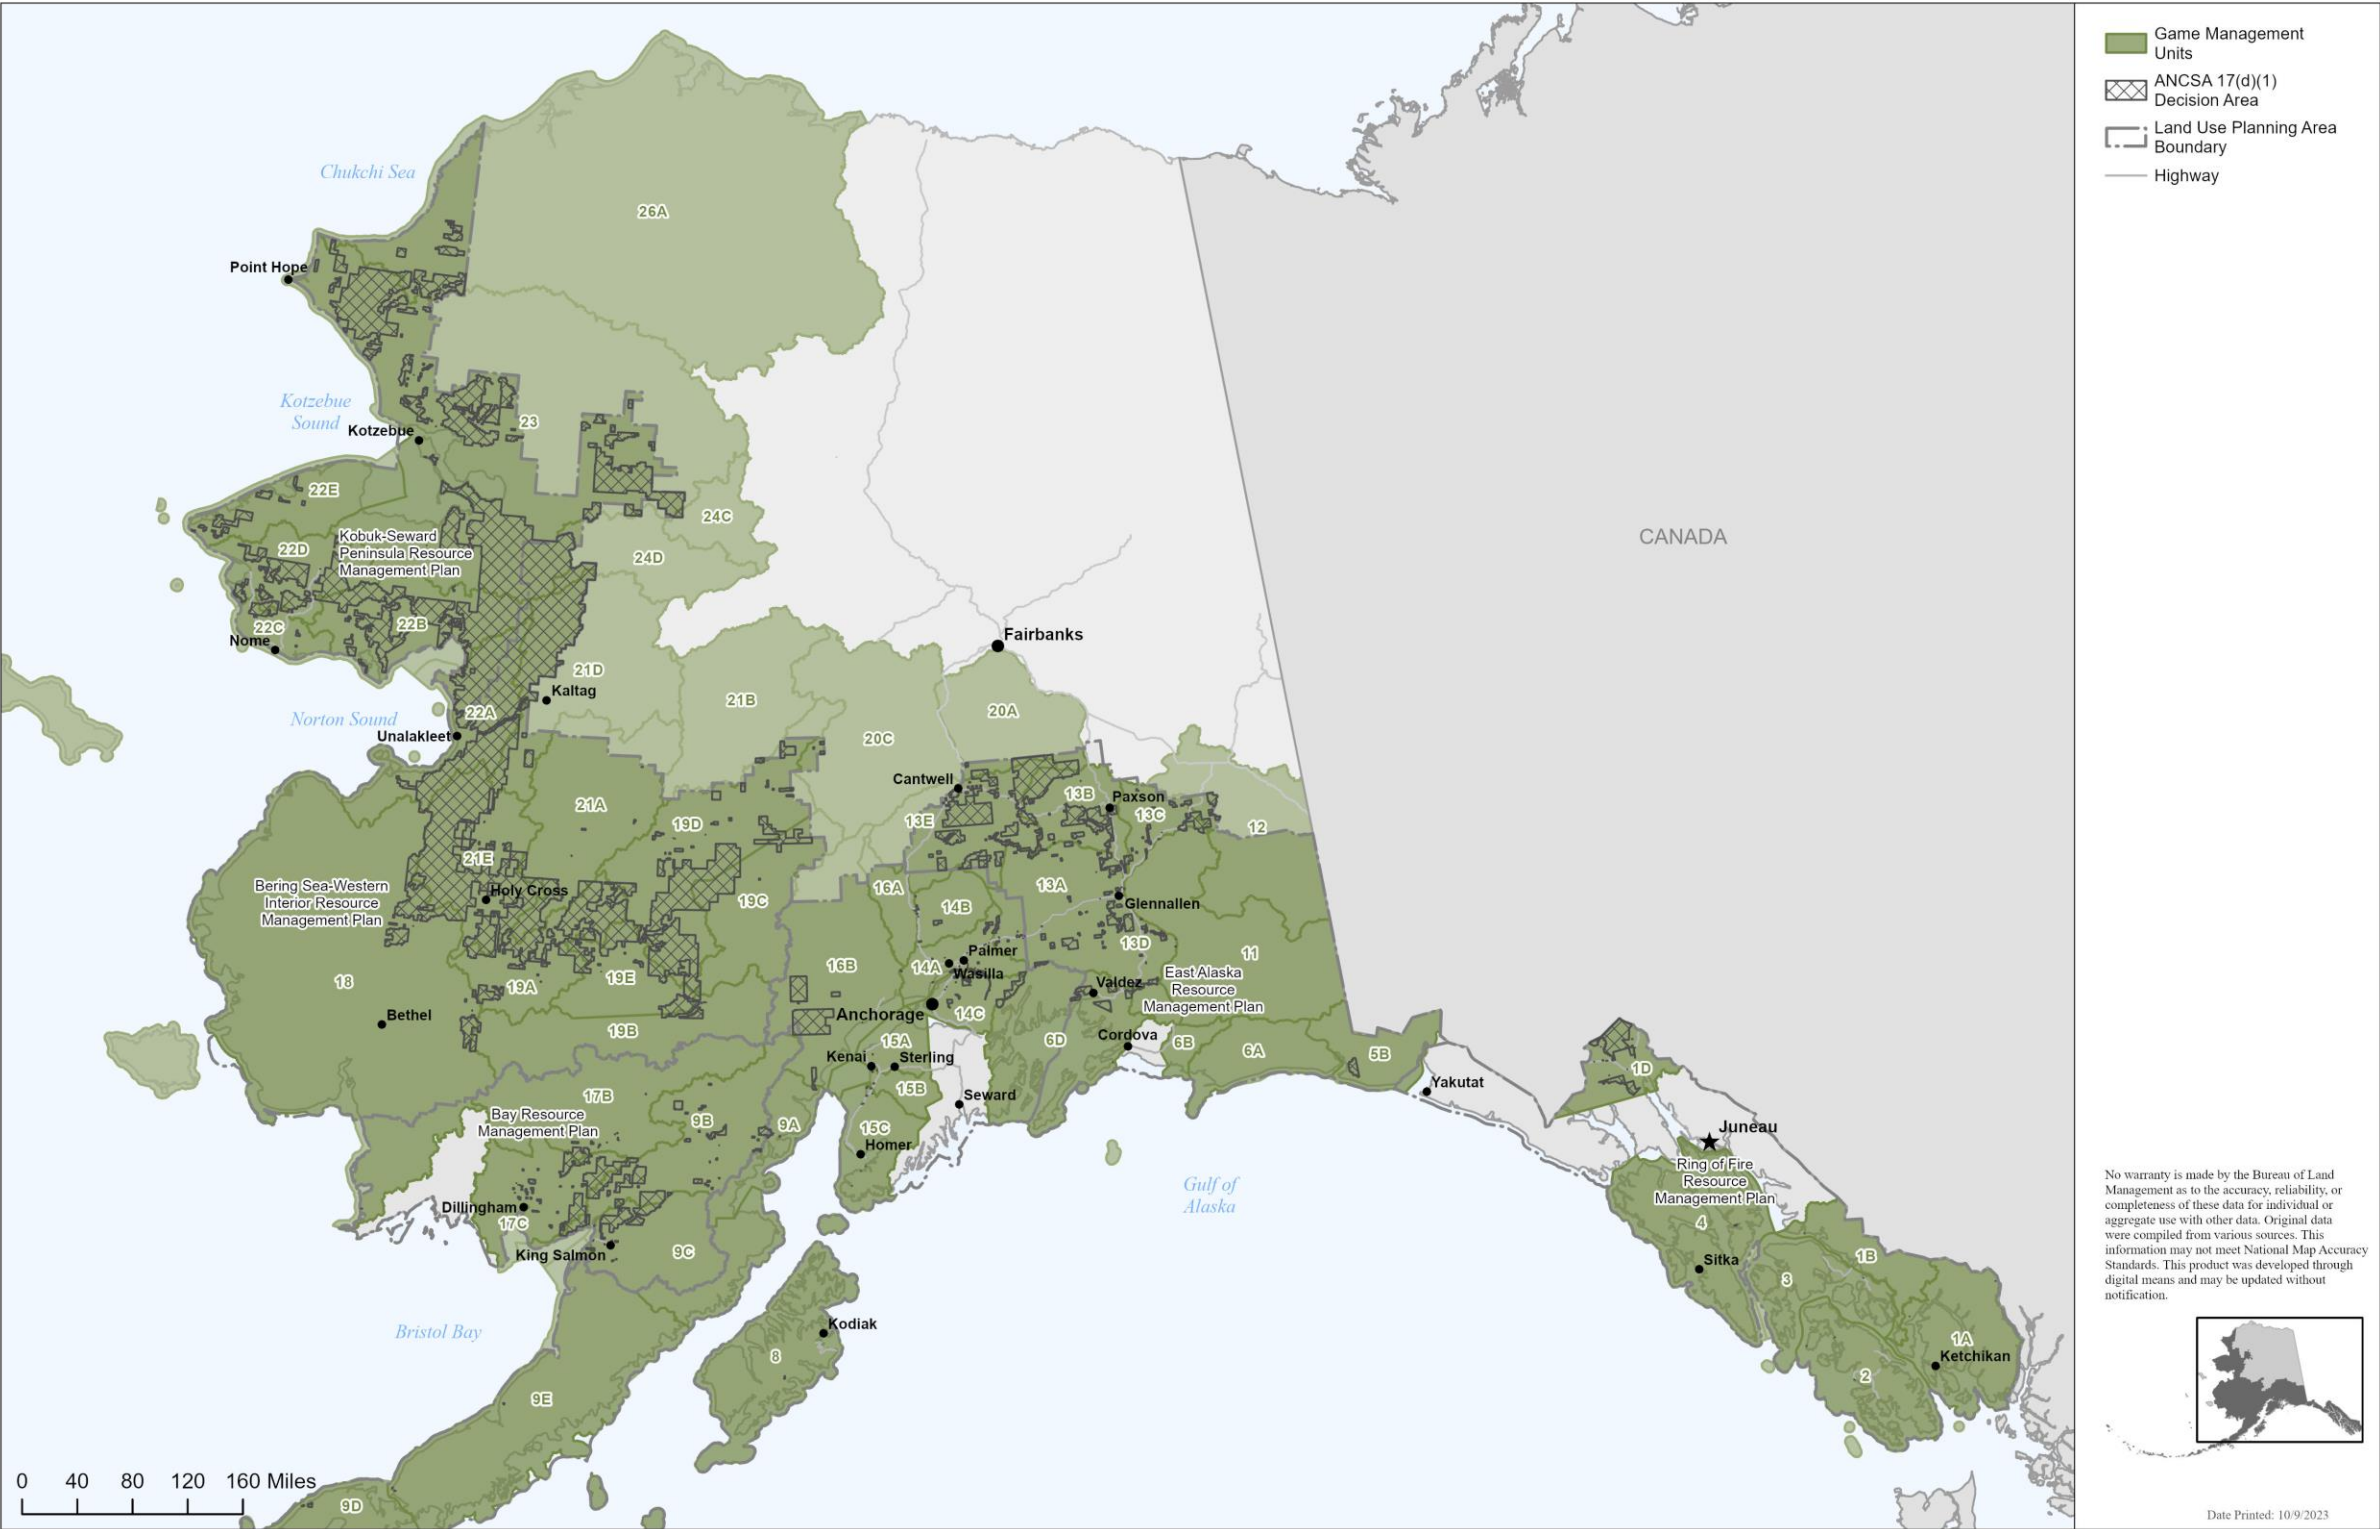 Game Management
Units
ANCSA 17(d)(1)
Decision Area
Land Use Planning Area
Boundary
Highway
Chukchi Sea
26A
Point Hope
Kotzebue
Sound
Kotzebue
23
22E
24C
22D
Kobuk-Seward
Peninsula Resource
Management Plan
24D
CANADA
22C
22B
Nome
Fairbanks
21D
Kaltag
21B
22A
Norton Sound
Unalakleet
20A
20C
Cantwell
13B
Paxson
13C
21A
19D
13E
12
21E
Bering Sea-Western
Interior Resource
Management Plan
Holy Cross
16A
13A
19C
14B
Glennallen
13D
11
Palmer
16B
14A
Wasilla
18
19A
19E
Valdez
East Alaska
Resource
Management Plan
Bethel
Anchorage
14C
19B
15A
6D
Cordova
6B
6A
5B
Kenai
Sterling
15B
1D
Yakutat
17B
Seward
Bay Resource
Management Plan
9B
9A
15C
Homer
Juneau
Ring of Fire
Resource
Management Plan
Gulf of
Alaska
Dillingham
17C
King Salmon
9C
4
Sitka
1B
3
Bristol Bay
Kodiak
8
1A
Ketchikan
2
9E
9D
0 40 80 120 160 Miles
No warranty is made by the Bureau of Land
Management as to the accuracy, reliability, or
completeness of these data for individual or
aggregate use with other data. Original data
were compiled from various sources. This
information may not meet National Map Accuracy
Standards. This product was developed through
digital means and may be updated without
notification.
Date Printed: 10/9/2023